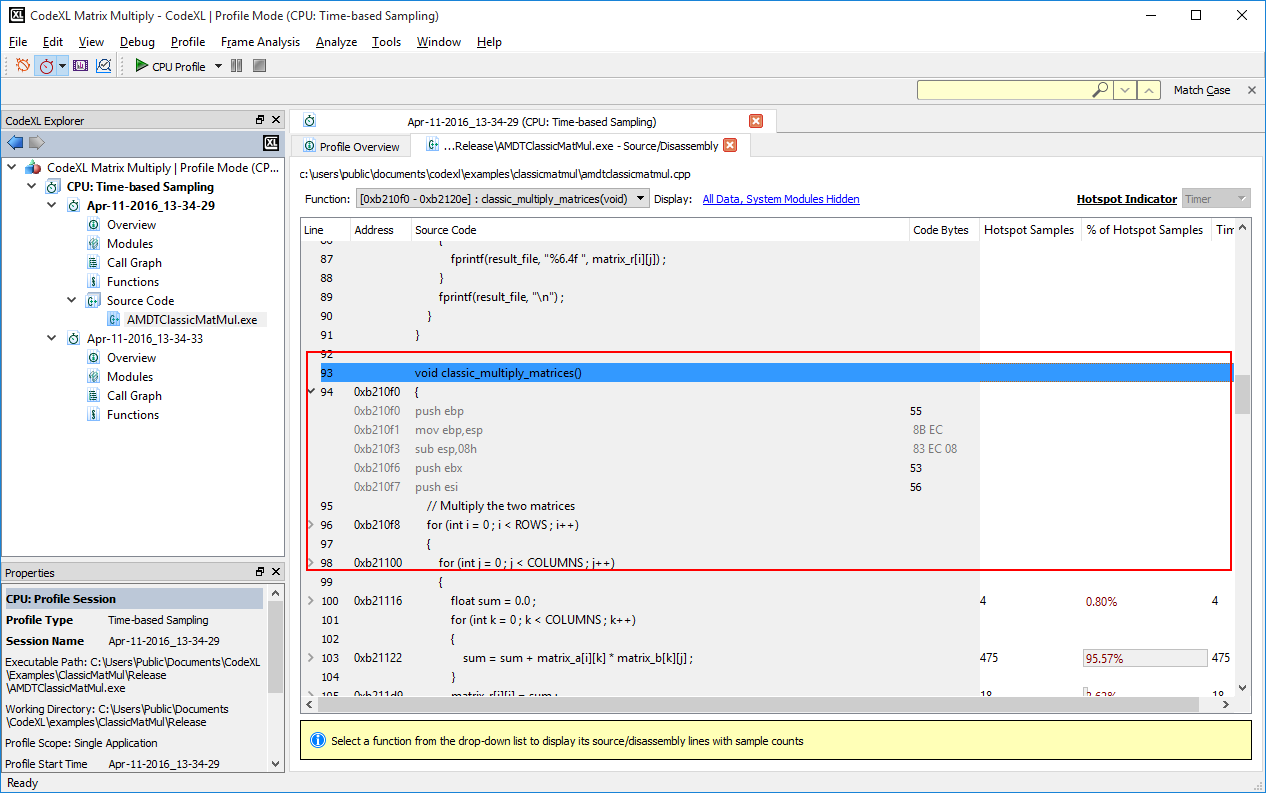 CodeXL Matrix Multiply - CodeXL | Profile Mode (CPU: Time-based Sampling)
File Edit View Debug Profile Frame Analysis Analyze Tools Window Help
CPU Profile
Match Case
CodeXL Explorer
CodeXL Matrix Multiply | Profile Mode (CP...
CPU: Time-based Sampling
Apr-11-2016_13-34-29
Overview
Modules
Call Graph
Functions
Source Code
AMDTClassicMatMul.exe
Apr-11-2016_13-34-33
Overview
Modules
Call Graph
Functions
Properties
CPU: Profile Session
Profile Type Time-based Sampling
Session Name Apr-11-2016_13-34-29
Executable Path: C:\Users\Public\Documents\CodeXL
\Examples\ClassicMatMul\Release
\AMDTClassicMatMul.exe
Working Directory: C:\Users\Public\Documents
\CodeXL\examples\ClassicMatMul\Release
Profile Scope: Single Application
Profile Start Time Apr-11-2016_13-34-29
Apr-11-2016_13-34-29 (CPU: Time-based Sampling)
Profile Overview ...Release\AMDTClassicMatMul.exe - Source/Disassembly
c:\users\public\documents\codexl\examples\classicmatmul\amdtclassicmatmul.cpp
Function: [0xb210f0 - 0xb2120e] : classic_multiply_matrices(void) Display: All Data, System Modules Hidden Hotspot Indicator Timer
Line Address Source Code Code Bytes Hotspot Samples % of Hotspot Samples Tim
{
87 fprintf(result_file, "%6.4f ", matrix_r[i][j]) ;
88 }
89 fprintf(result_file, "\n") ;
90 }
91 }
92
93 void classic_multiply_matrices()
94 0xb210f0 {
0xb210f0 push ebp 55
0xb210f1 mov ebp,esp 8B EC
0xb210f3 sub esp,08h 83 EC 08
0xb210f6 push ebx 53
0xb210f7 push esi 56
95 // Multiply the two matrices
96 0xb210f8 for (int i = 0 ; i < ROWS ; i++)
97 {
98 0xb21100 for (int j = 0 ; j < COLUMNS ; j++)
99 {
100 0xb21116 float sum = 0.0 ; 4 0.80% 4
101 for (int k = 0 ; k < COLUMNS ; k++)
102 {
103 0xb21122 sum = sum + matrix_a[i][k] * matrix_b[k][j] ; 475 95.57% 475
104 }
105 0xb211d9 matrix_r[i][j] = sum ; 18 18
Select a function from the drop-down list to display its source/disassembly lines with sample counts
Ready